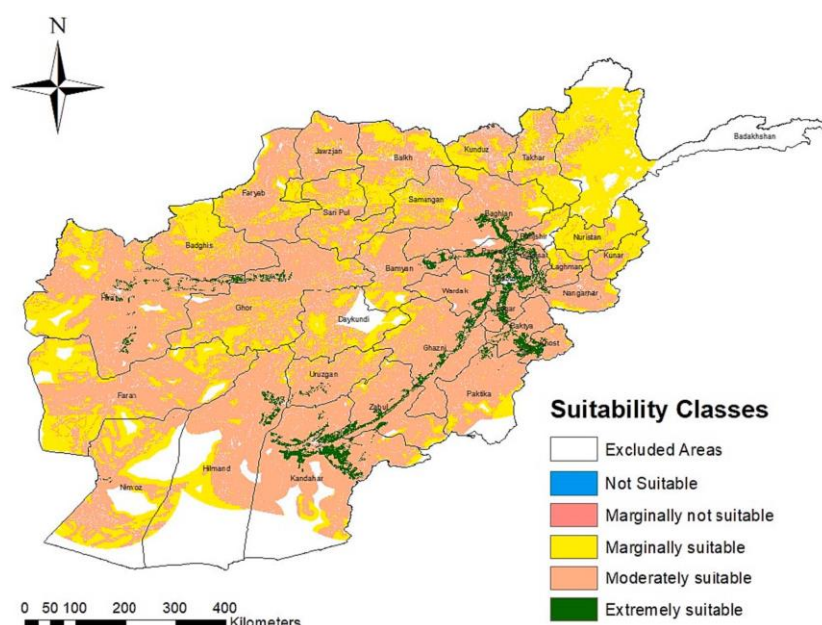 N
Badakhshan
Kunduz
Takhar
Jawzjan
Balkh
Faryab
Samangan
Sari Pul
Baghlan
Badghis
Nuristan
Kunar
Laghman
Bamyan
Wardak
Nangarhar
Hirat
Ghor
Daykundi
Paktya
Khost
Ghazni
Uruzgan
Farah
Zabul
Paktika
Hilmand
Kandahar
Nimroz
Suitability Classes
Excluded Areas
Not Suitable
Marginally not suitable
Marginally suitable
Moderately suitable
Extremely suitable
0 50 100 200 300 400
Kilometers